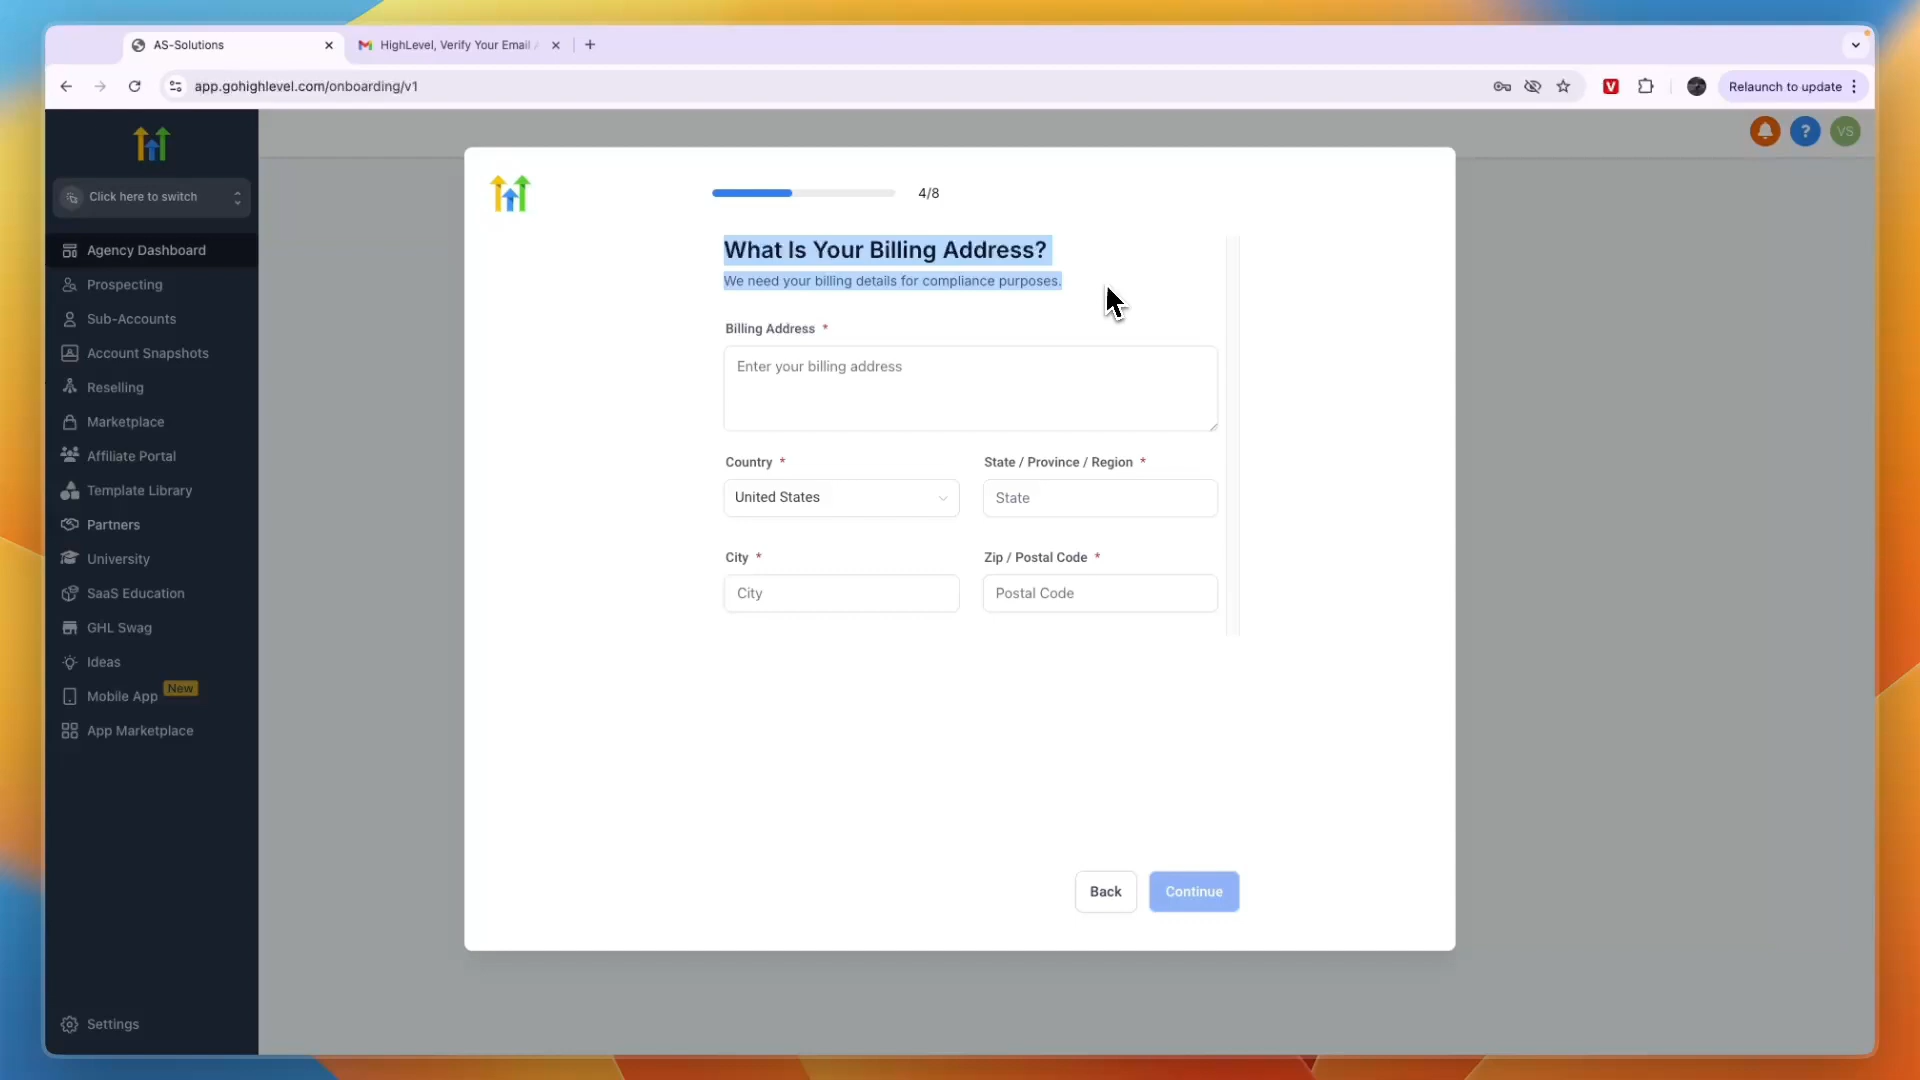 AS-Solutions
HighLevel, Verify Your Email
app.gohighlevel.com/onboarding/v1
V
Relaunch to update
Click here to switch
? VS
4/8
Agency Dashboard
Prospecting
Sub-Accounts
Account Snapshots
Reselling
Marketplace
Affiliate Portal
Template Library
Partners
University
SaaS Education
GHL Swag
Ideas
Mobile App New
App Marketplace
Settings
What Is Your Billing Address?
We need your billing details for compliance purposes.
Billing Address *
Enter your billing address
Country * State / Province / Region *
United States State
City * Zip / Postal Code *
City Postal Code
Back Continue